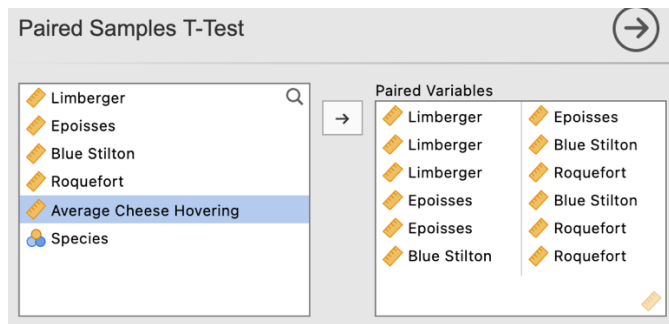 Paired Samples T-Test
Limberger
Epoisses
Blue Stilton
Roquefort
Average Cheese Hovering
Species
Paired Variables
Limberger Epoisses
Limberger Blue Stilton
Limberger Roquefort
Epoisses Blue Stilton
Epoisses Roquefort
Blue Stilton Roquefort